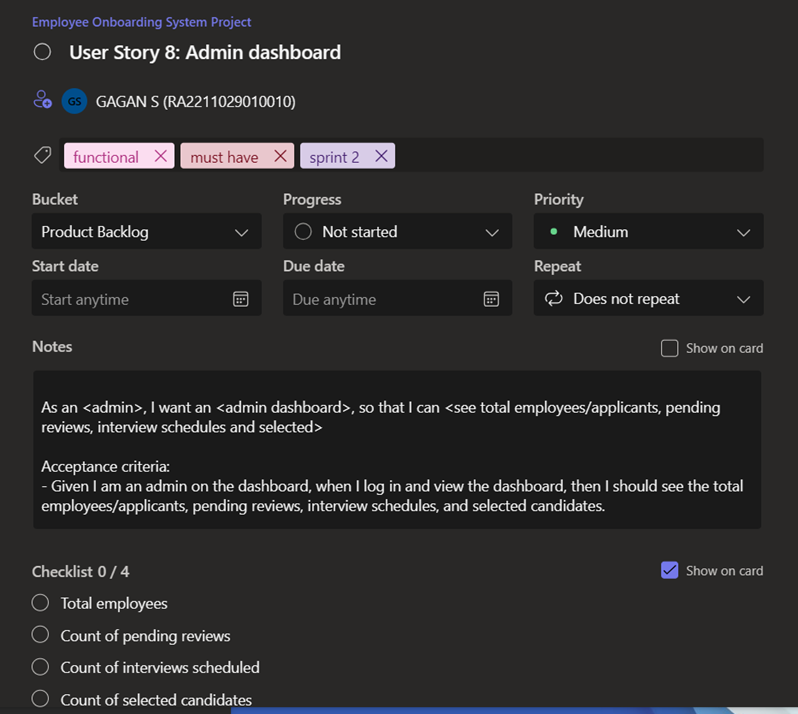 Employee Onboarding System Project
User Story 8: Admin dashboard
GS GAGAN S (RA2211029010010)
functional must have sprint 2
Bucket Progress Priority
Product Backlog Not started Medium
Start date Due date Repeat
Start anytime Due anytime Does not repeat
Notes Show on card
As an <admin>, I want an <admin dashboard>, so that I can <see total employees/applicants, pending
reviews, interview schedules and selected>
Acceptance criteria:
- Given I am an admin on the dashboard, when I log in and view the dashboard, then I should see the total
employees/applicants, pending reviews, interview schedules, and selected candidates.
Checklist 0 / 4 Show on card
Total employees
Count of pending reviews
Count of interviews scheduled
Count of selected candidates